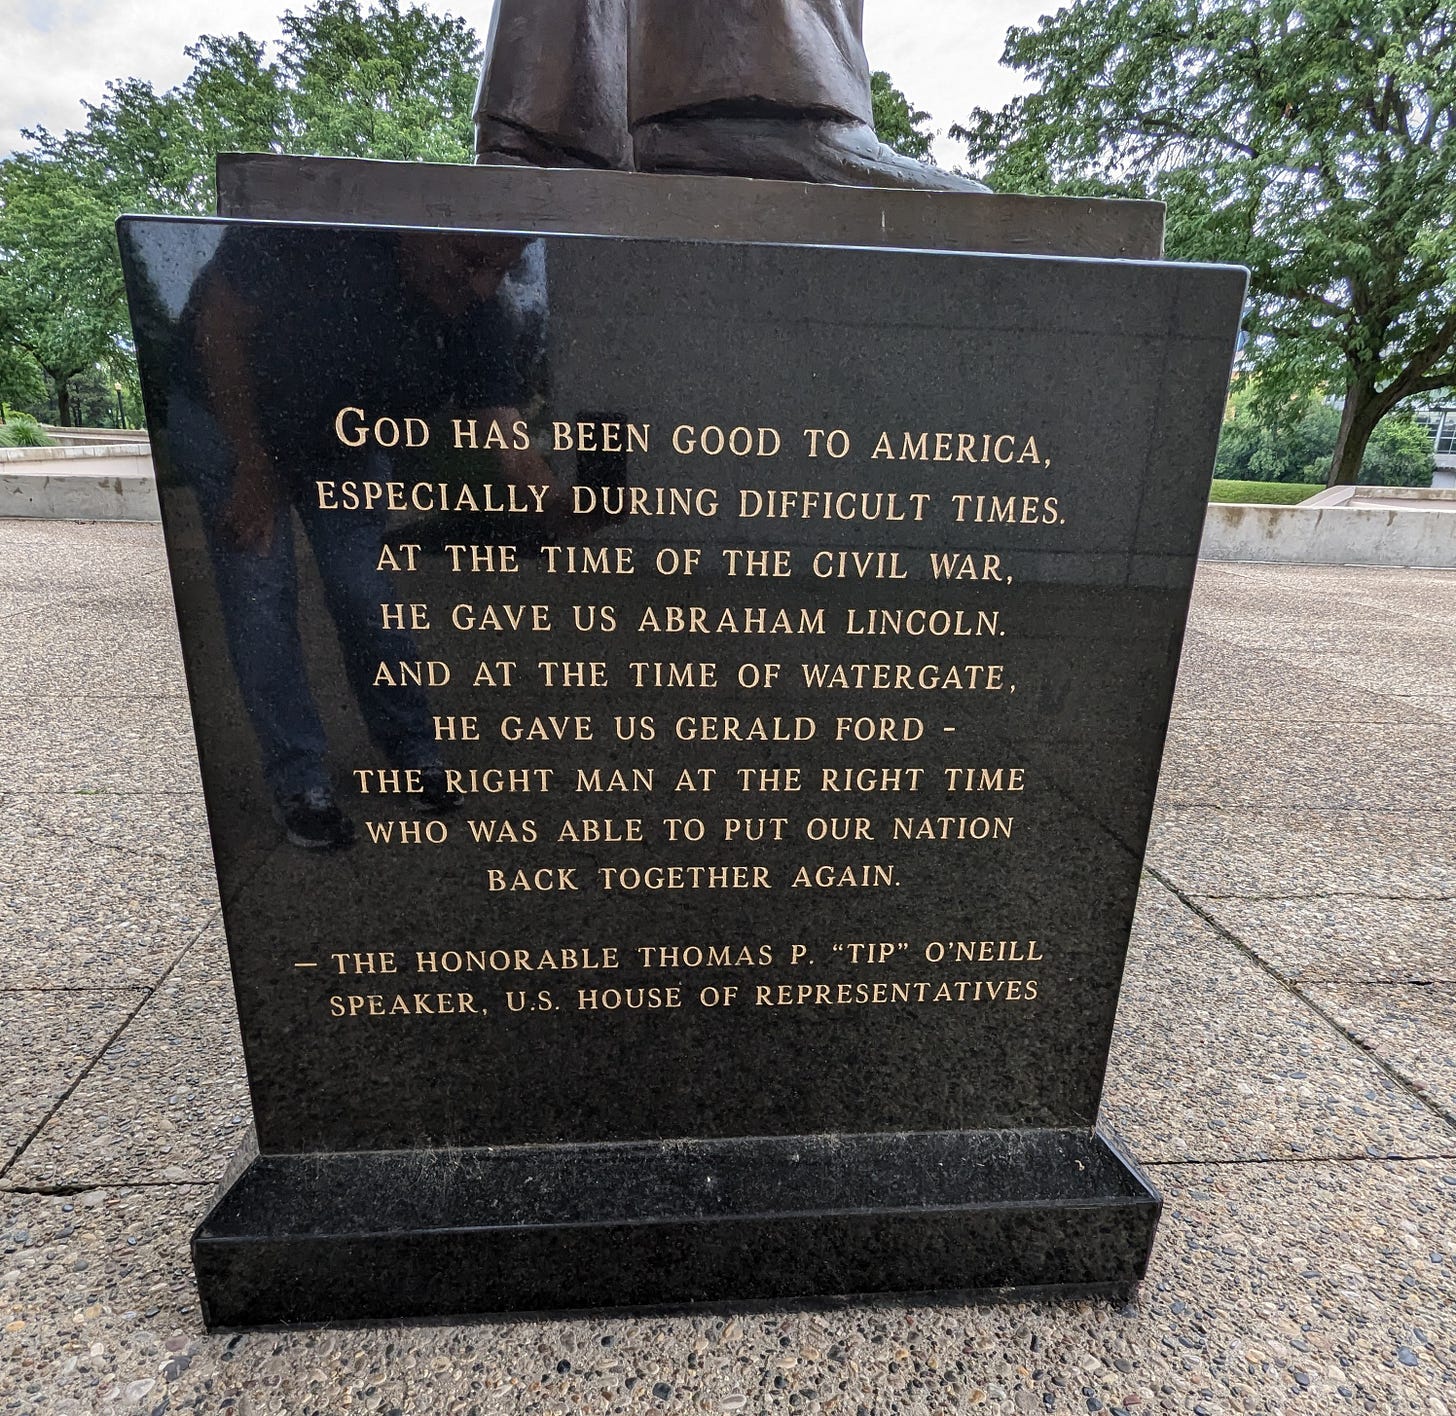 GOD HAS BEEN GOOD TO AMERICA,
ESPECIALLY DURING DIFFICULT TIMES.
AT THE TIME OF THE CIVIL WAR,
HE GAVE US ABRAHAM LINCOLN.
AND AT THE TIME OF WATERGATE,
HE GAVE US GERALD FORD -
THE RIGHT MAN AT THE RIGHT TIME
WHO WAS ABLE TO PUT OUR NATION
BACK TOGETHER AGAIN.
— THE HONORABLE THOMAS P. “TIP” O’NEILL
SPEAKER, U.S. HOUSE OF REPRESENTATIVES